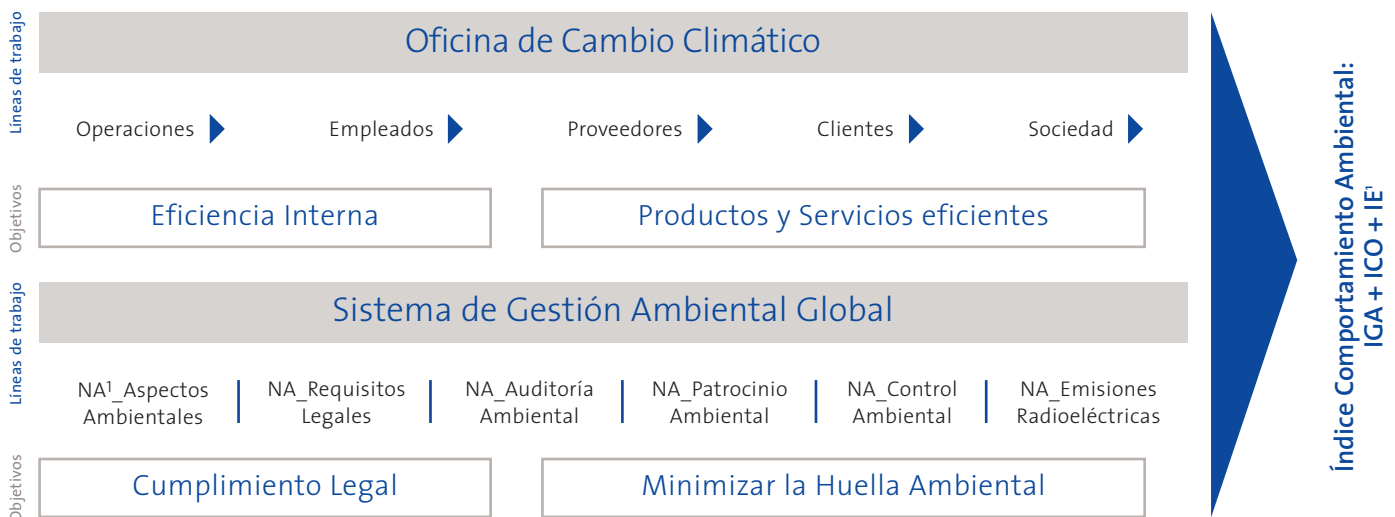 Líneas de trabajo
Oficina de Cambio Climático
Operaciones
Empleados
Proveedores
Clientes
Sociedad
Objetivos
Eficiencia Interna
Productos y Servicios eficientes
Líneas de trabajo
Sistema de Gestión Ambiental Global
NA¹_Aspectos
Ambientales
NA_Requisitos
Legales
NA_Auditoría
Ambiental
NA_Patrocinio
Ambiental
NA_Control
Ambiental
NA_Emisiones
Radioeléctricas
Objetivos
Cumplimiento Legal
Minimizar la Huella Ambiental
Índice Comportamiento Ambiental:
IGA + ICO + IE¹